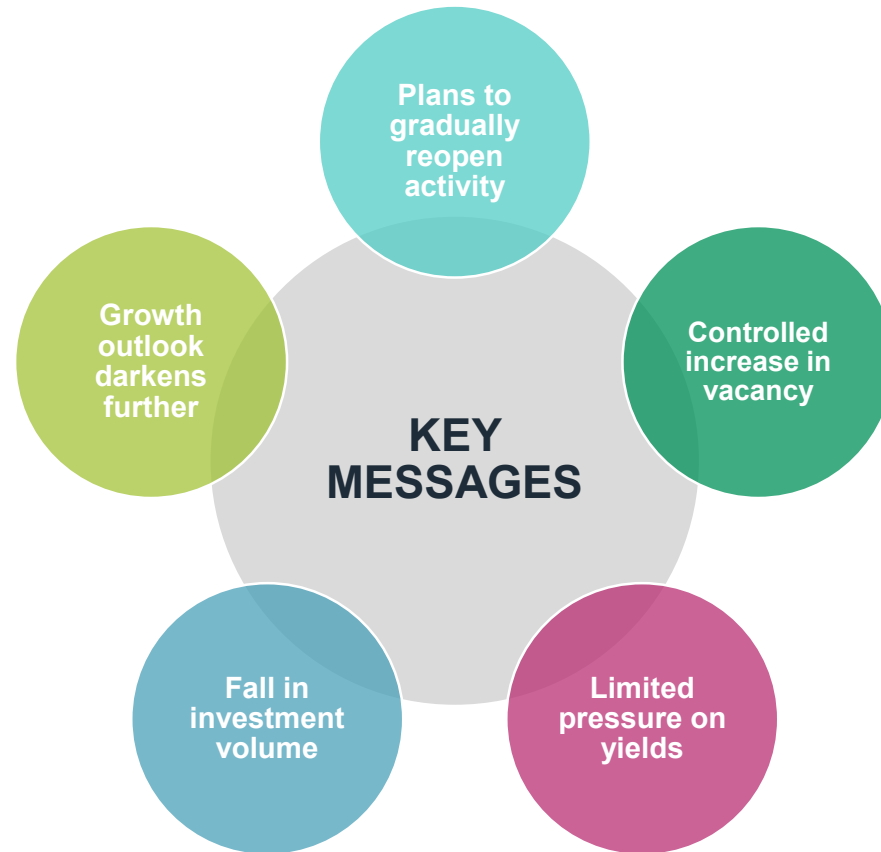 Plans to
gradually
reopen
activity
Growth
outlook
darkens
further
Controlled
increase in
vacancy
KEY
MESSAGES
Fall in
investment
volume
Limited
pressure on
yields